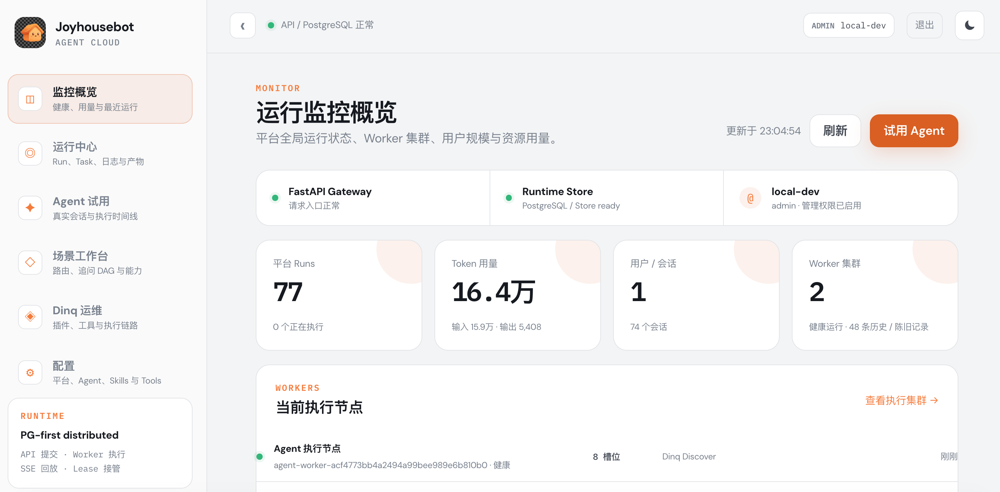 Joyhousebot
AGENT CLOUD
监控概览
健康、用量与最近运行
运行中心
Run、Task、日志与产物
Agent 试用
真实会话与执行时间线
场景工作台
路由、追问 DAG 与能力
Dinq 运维
插件、工具与执行链路
配置
平台、Agent、Skills 与 Tools
RUNTIME
PG-first distributed
API 提交 · Worker 执行
SSE 回放 · Lease 接管
API / PostgreSQL 正常
ADMIN local-dev
退出
MONITOR
运行监控概览
平台全局运行状态、Worker 集群、用户规模与资源用量。
更新于 23:04:54
刷新
试用 Agent
FastAPI Gateway
请求入口正常
Runtime Store
PostgreSQL / Store ready
@
local-dev
admin · 管理权限已启用
平台 Runs
77
0 个正在执行
Token 用量
16.4万
输入 15.9万 · 输出 5,408
用户 / 会话
1
74 个会话
Worker 集群
2
健康运行 · 48 条历史 / 陈旧记录
WORKERS
当前执行节点
查看执行集群 →
Agent 执行节点
agent-worker-acf4773bb4a2494a99bee989e6b810b0 · 健康
8 槽位
Dinq Discover
刚刚